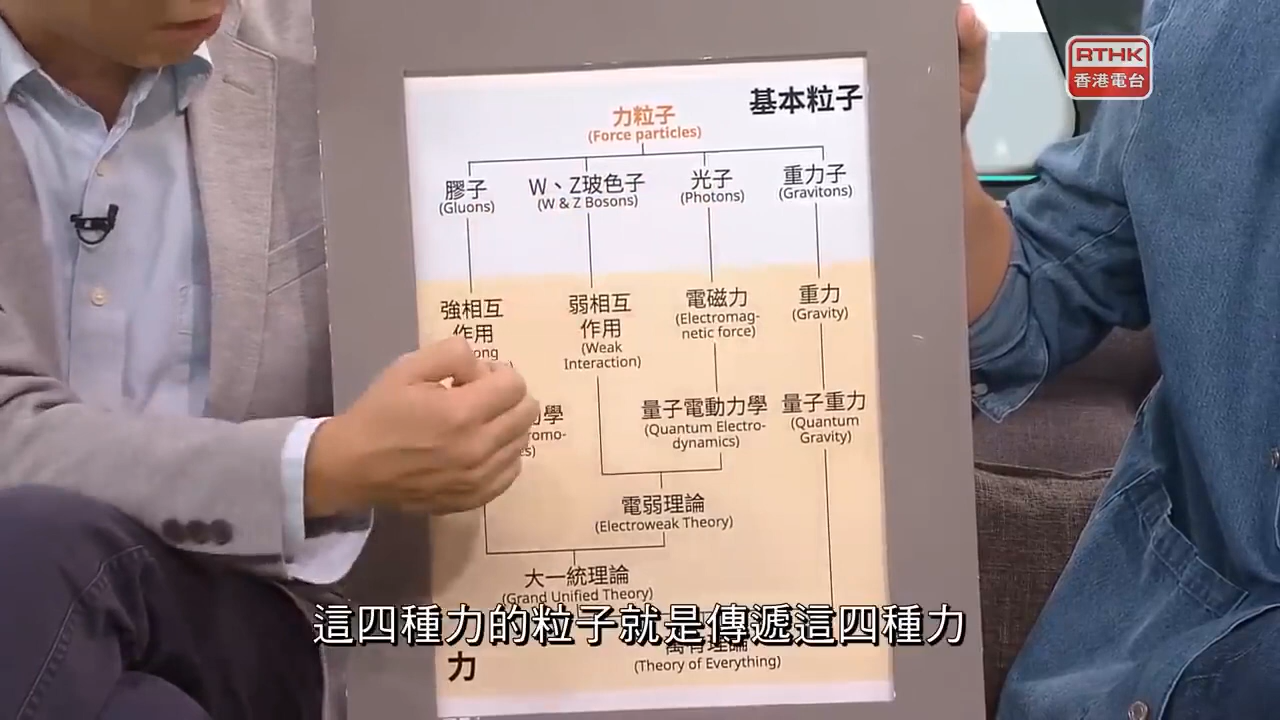 RTHK
香港電台
基本粒子
力粒子
(Force particles)
膠子
(Gluons)
W、Z玻色子
(W & Z Bosons)
光子
(Photons)
重力子
(Gravitons)
強相互
作用
弱相互
作用
(Weak
Interaction)
電磁力
(Electromag-
netic force)
重力
(Gravity)
力學
量子電動力學
(Quantum Electro-
dynamics)
量子重力
(Quantum
Gravity)
電弱理論
(Electroweak Theory)
大一統理論
(Grand Unified Theory)
這四種力的粒子就是傳遞這四種力
(Theory of Everything)
力